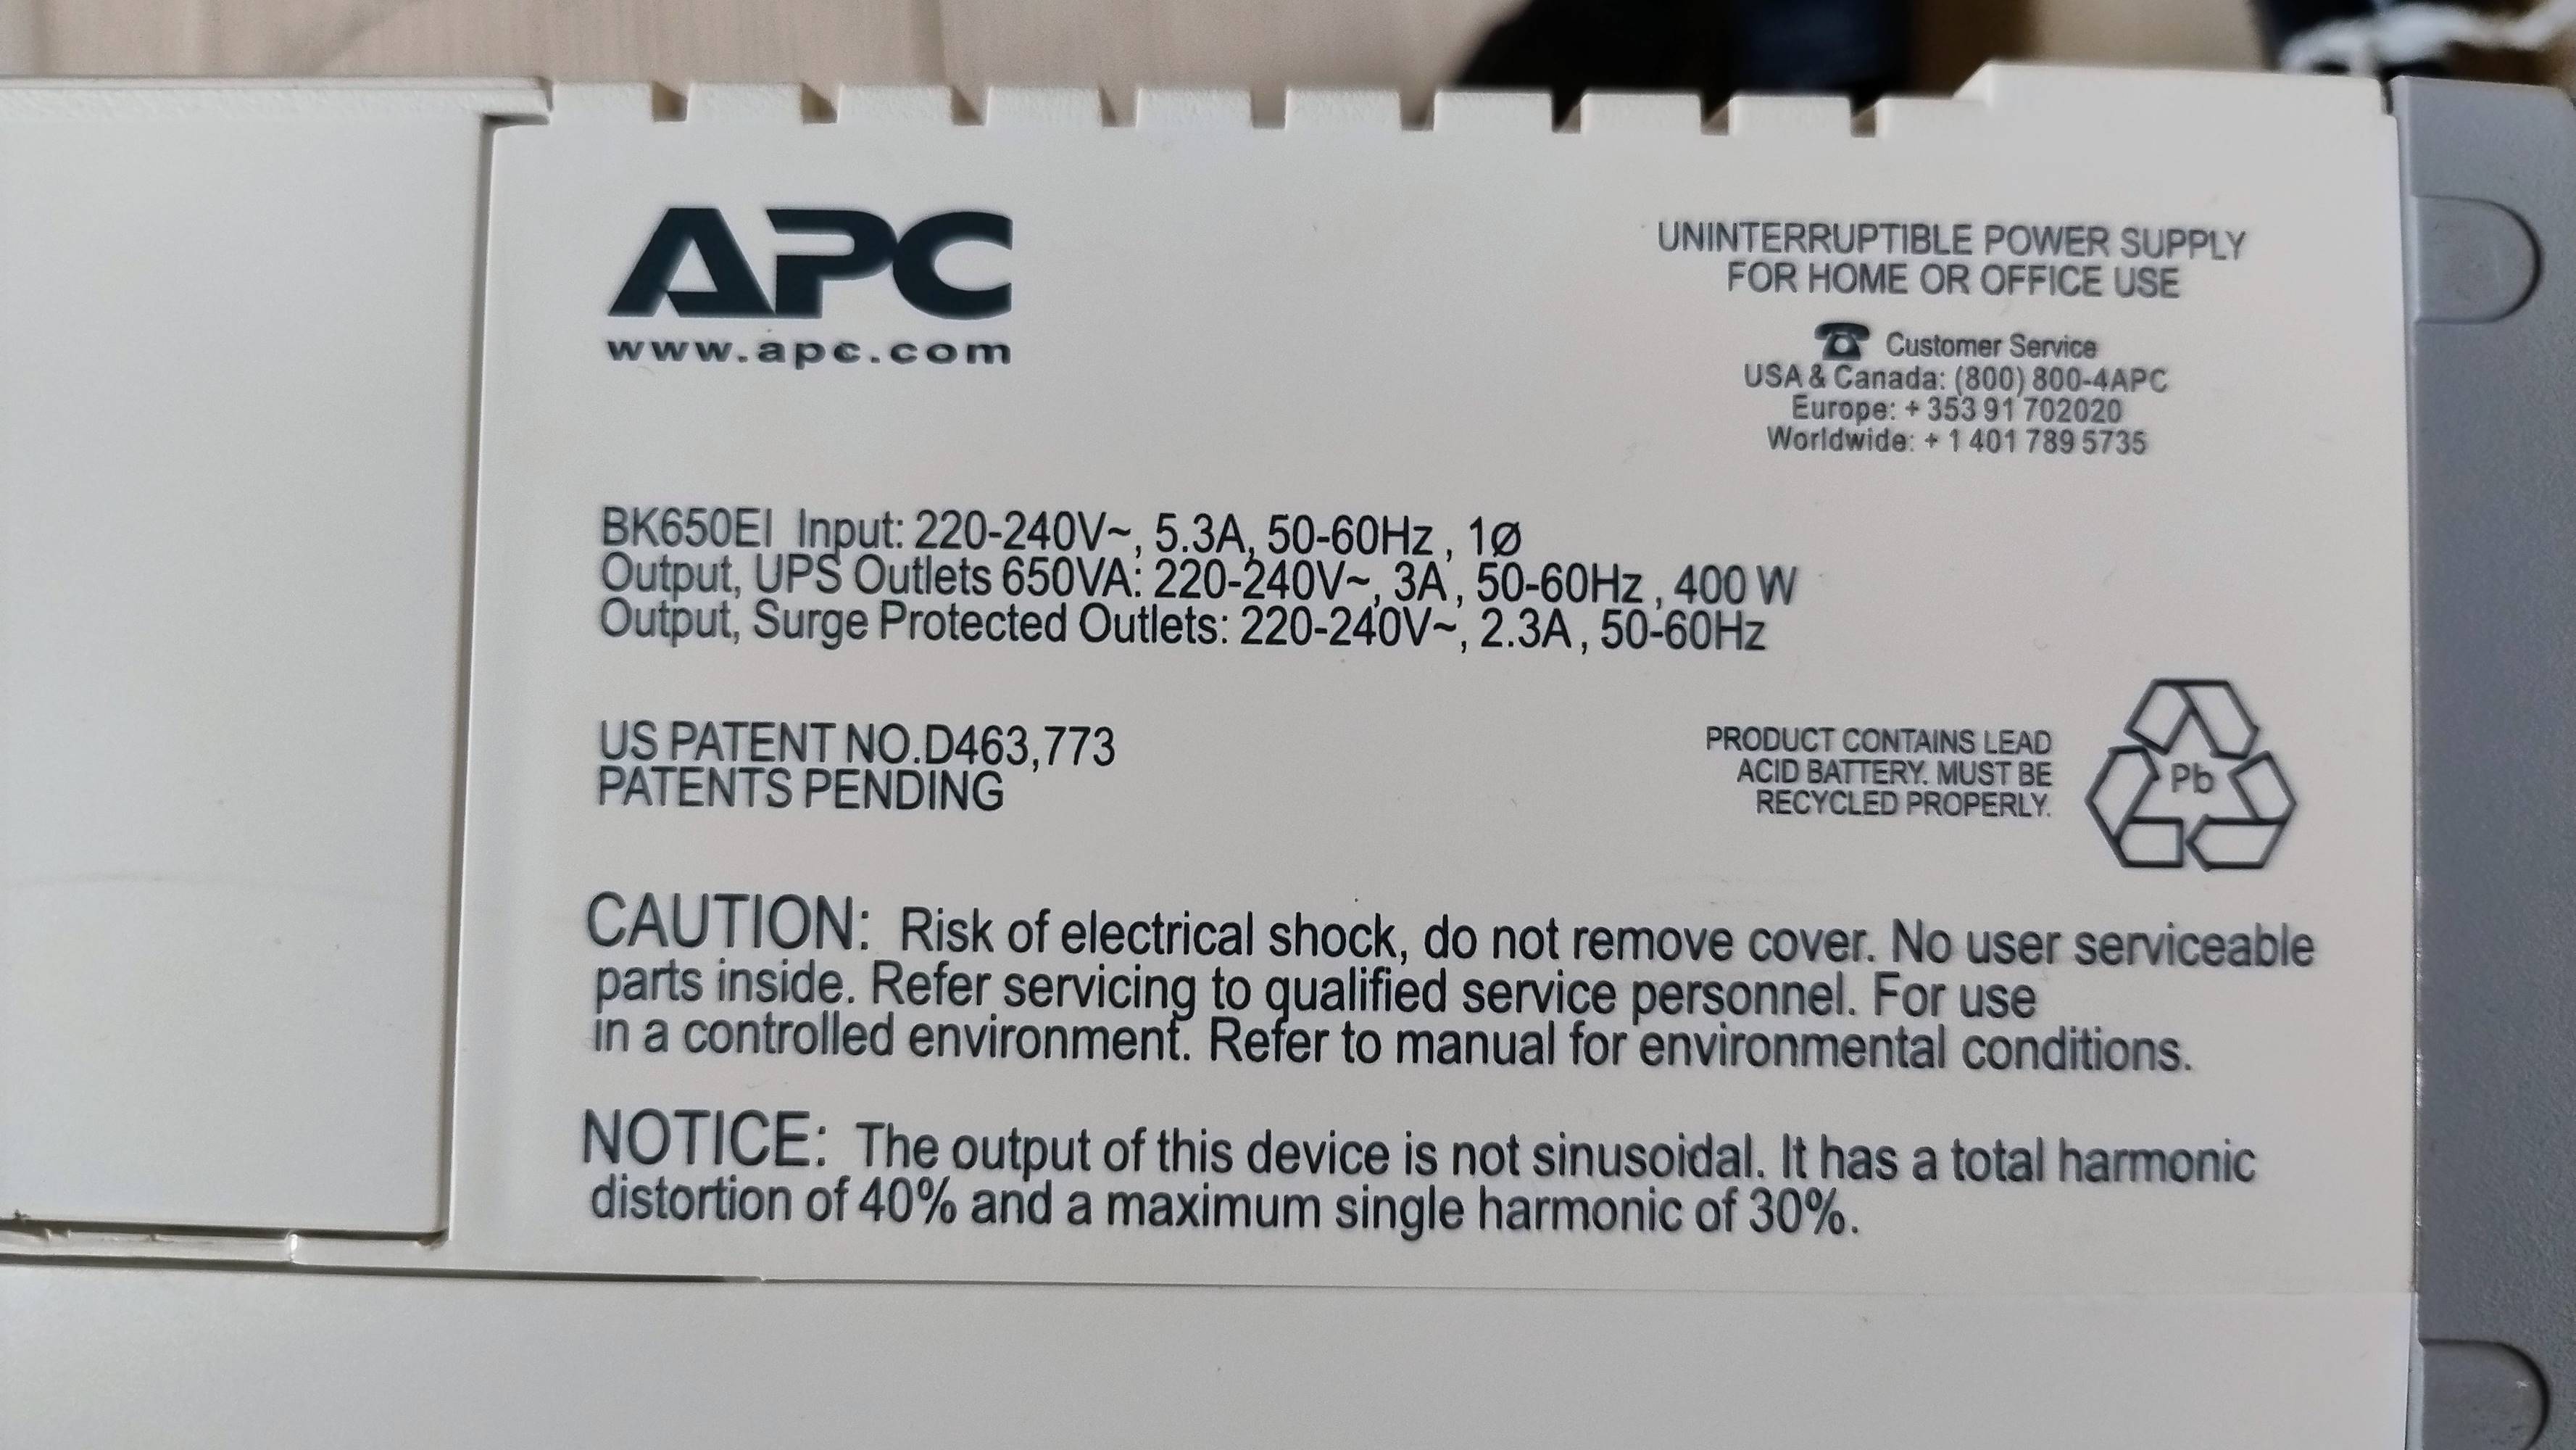 APC
www.apc.com
UNINTERRUPTIBLE POWER SUPPLY
FOR HOME OR OFFICE USE
☎ Customer Service
USA & Canada: (800) 800-4APC
Europe: + 353 91 702020
Worldwide: + 1 401 789 5735
BK650EI Input: 220-240V~, 5.3A, 50-60Hz , 1Ø
Output, UPS Outlets 650VA: 220-240V~, 3A , 50-60Hz , 400 W
Output, Surge Protected Outlets: 220-240V~, 2.3A , 50-60Hz
US PATENT NO.D463,773
PATENTS PENDING
PRODUCT CONTAINS LEAD
ACID BATTERY. MUST BE
RECYCLED PROPERLY.
Pb
CAUTION: Risk of electrical shock, do not remove cover. No user serviceable
parts inside. Refer servicing to qualified service personnel. For use
in a controlled environment. Refer to manual for environmental conditions.
NOTICE: The output of this device is not sinusoidal. It has a total harmonic
distortion of 40% and a maximum single harmonic of 30%.